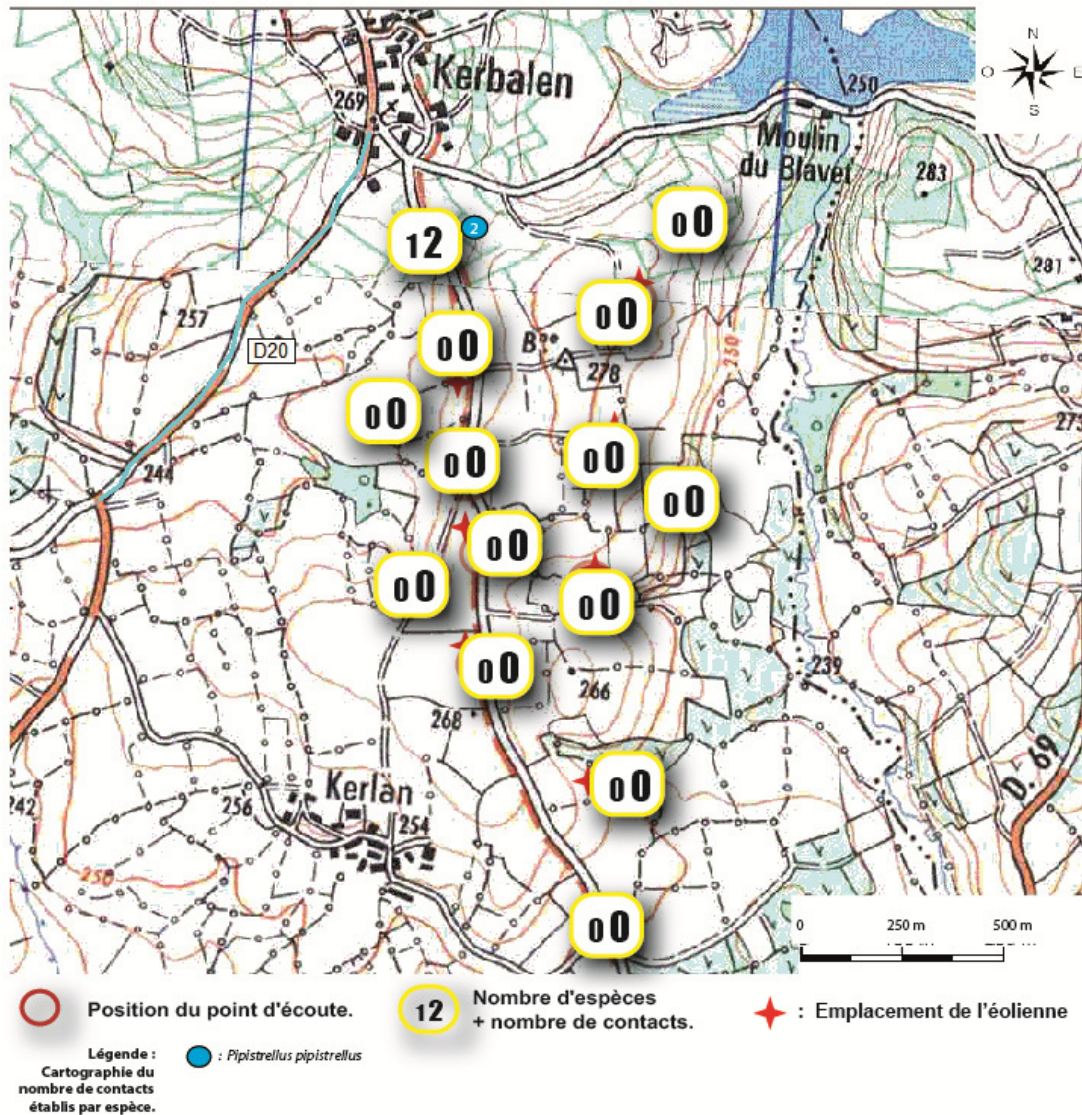 N
O E
S
Kerbalen
269
250
Moulin
du Blavet
283
12
2
00
281
257
00
D20
00
B
278
230
00
275
00
00
244
00
00
00
00
00
239
266
268
00
Kerlan
256
254
242
250
D 69
00
0 250 m 500 m
Position du point d'écoute.
12
Nombre d'espèces
+ nombre de contacts.
: Emplacement de l'éolienne
Légende :
Cartographie du
nombre de contacts
établis par espèce.
: Pipistrellus pipistrellus